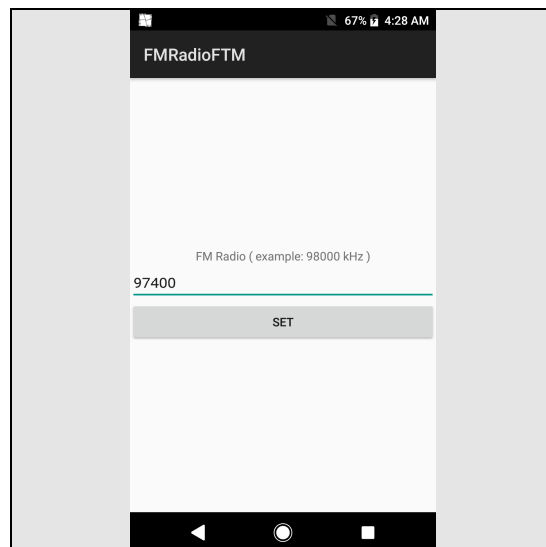 67% 4:28 AM
FMRadioFTM
FM Radio ( example: 98000 kHz )
97400
SET